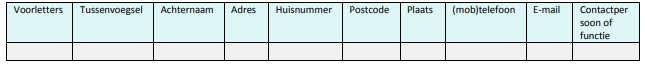 Voorletters Tussenvoegsel Achternaam Adres Huisnummer Postcode Plaats (mob)telefoon E-mail Contactper
soon of
functie